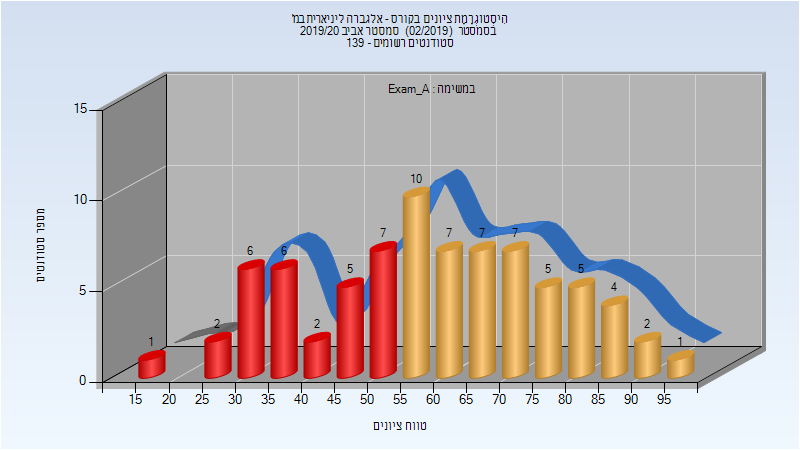 היסטוגרמת ציונים בקורס - אלגברה ליניארית במ'
בסמסטר (02/2019) סמסטר אביב 2019/20
סטודנטים רשומים - 139
במשימה : Exam_A
מספר סטודנטים
15
10
5
0
1
2
6
6
2
5
7
10
7
7
7
5
5
4
2
1
15 20 25 30 35 40 45 50 55 60 65 70 75 80 85 90 95
טווח ציונים